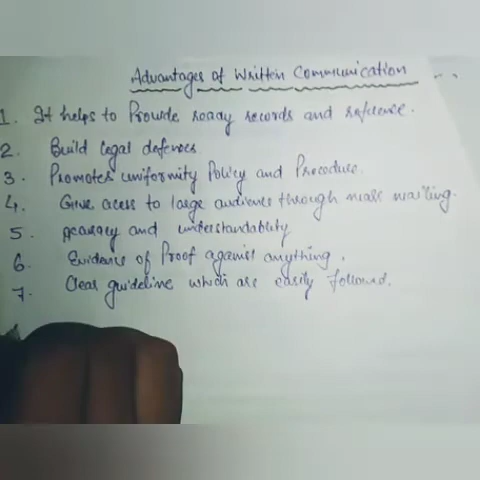 Advantages of Written Communication
1. It helps to Provide ready records and reference.
2. Build legal defences
3. Promotes uniformity Policy and Procedure.
4. Give acess to large audience through mass mailing.
5. Accuracy and understandability
6. Evidence of Proof against anything.
7. Clear guideline which are easily followed.